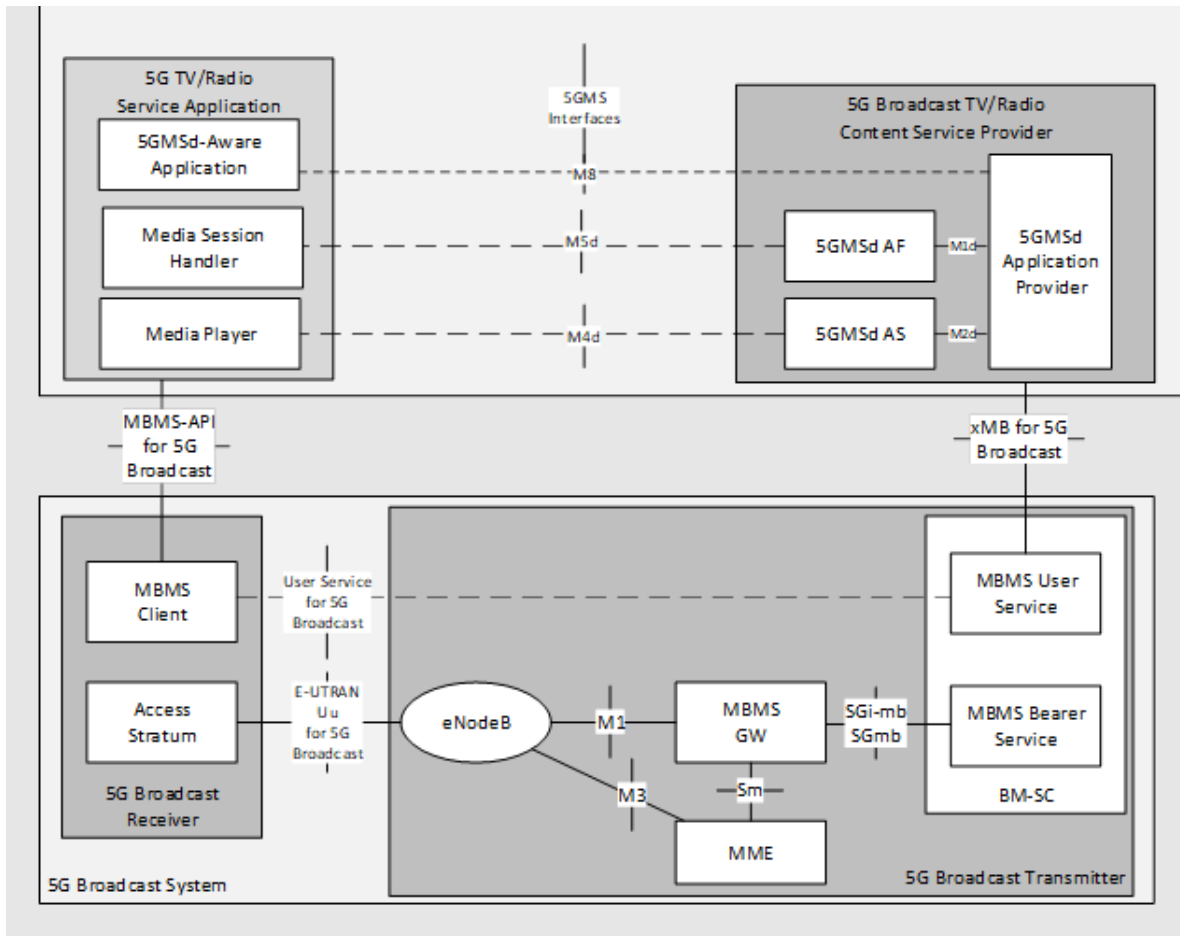 5G TV/Radio
Service Application
5GMSd-Aware
Application
Media Session
Handler
Media Player
5GMS
Interfaces
M8
M5d
M4d
5G Broadcast TV/Radio
Content Service Provider
5GMSd AF
M1d
5GMSd AS
M2d
5GMSd
Application
Provider
MBMS-API
for 5G
Broadcast
xMB for 5G
Broadcast
MBMS
Client
Access
Stratum
5G Broadcast
Receiver
User Service
for 5G
Broadcast
E-UTRAN
Uu
for 5G
Broadcast
eNodeB
M1
M3
MBMS
GW
Sm
MME
SGi-mb
SGmb
MBMS User
Service
MBMS Bearer
Service
BM-SC
5G Broadcast System
5G Broadcast Transmitter